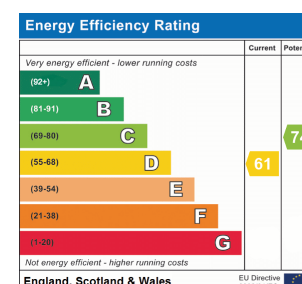 Energy Efficiency Rating
Current
Very energy efficient - lower running costs
(92+) A
(81-91) B
(69-80) C
(55-68) D 61
(39-54) E
(21-38) F
(1-20) G
Not energy efficient - higher running costs
England, Scotland & Wales
EU Directive